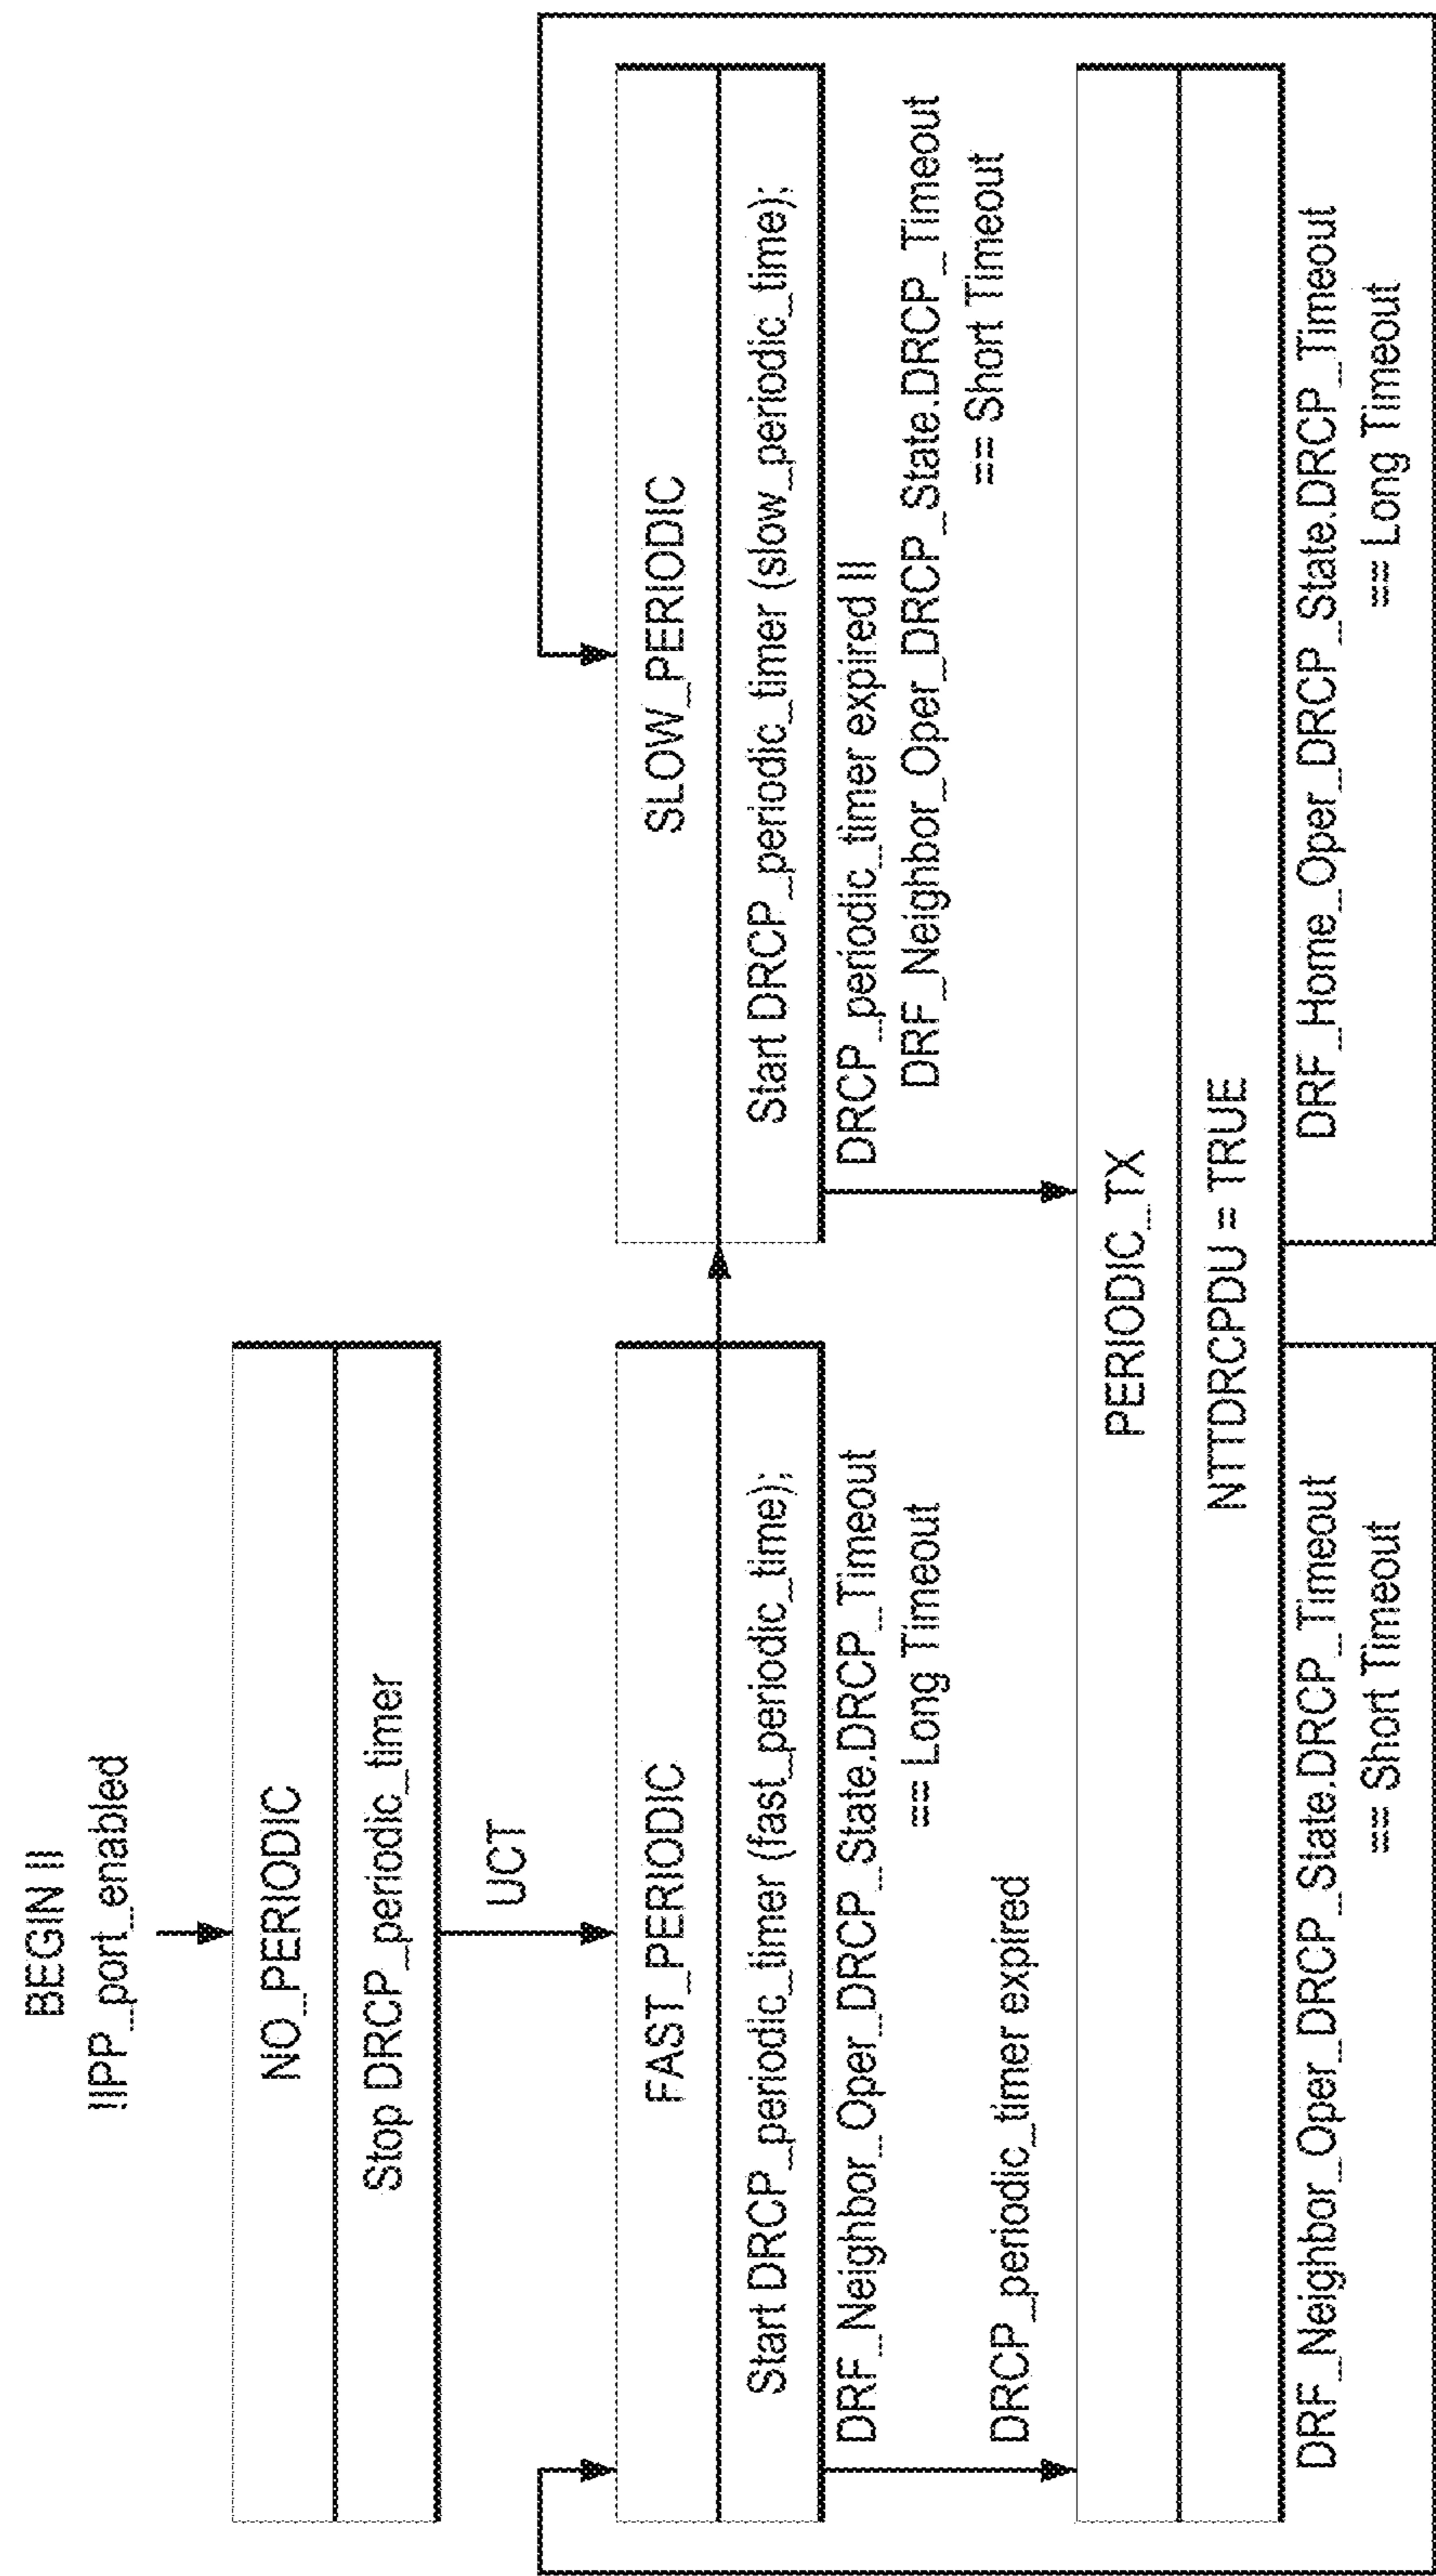 BEGIN ||
!IPP_port_enabled
NO_PERIODIC
Stop DRCP_periodic_timer
UCT
FAST_PERIODIC
Start DRCP_periodic_timer (fast_periodic_time);
DRF_Neighbor_Oper_DRCP_State.DRCP_Timeout
== Long Timeout
DRCP_periodic_timer expired
SLOW_PERIODIC
Start DRCP_periodic_timer (slow_periodic_time);
DRCP_periodic_timer expired ||
DRF_Neighbor_Oper_DRCP_State.DRCP_Timeout
== Short Timeout
PERIODIC_TX
NTTDRCPDU = TRUE
DRF_Neighbor_Oper_DRCP_State.DRCP_Timeout
== Short Timeout
DRF_Home_Oper_DRCP_State.DRCP_Timeout
== Long Timeout